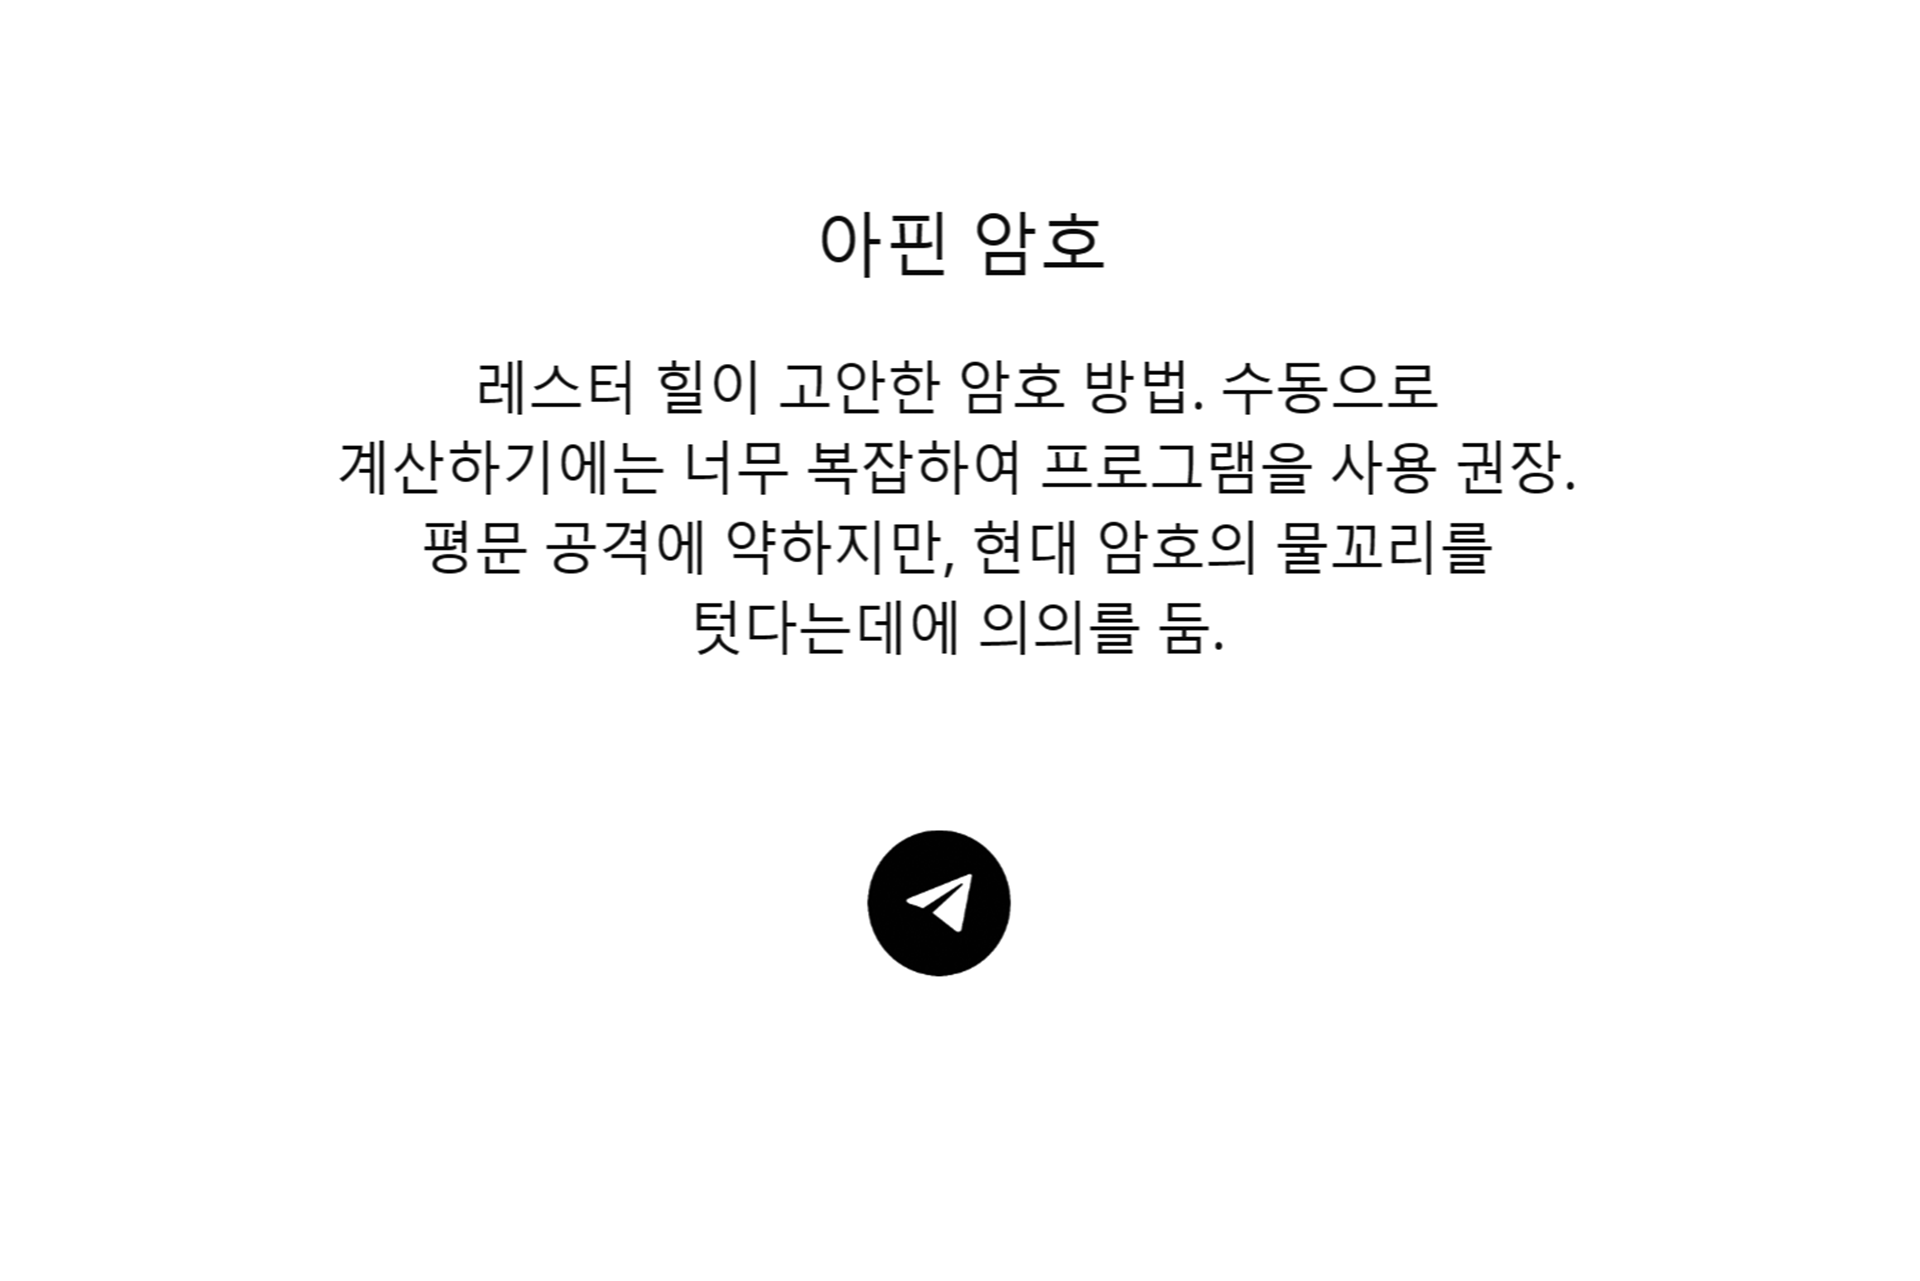 아핀 암호
레스터 힐이 고안한 암호 방법. 수동으로
계산하기에는 너무 복잡하여 프로그램을 사용 권장.
평문 공격에 약하지만, 현대 암호의 물꼬리를
텃다는데에 의의를 둠.